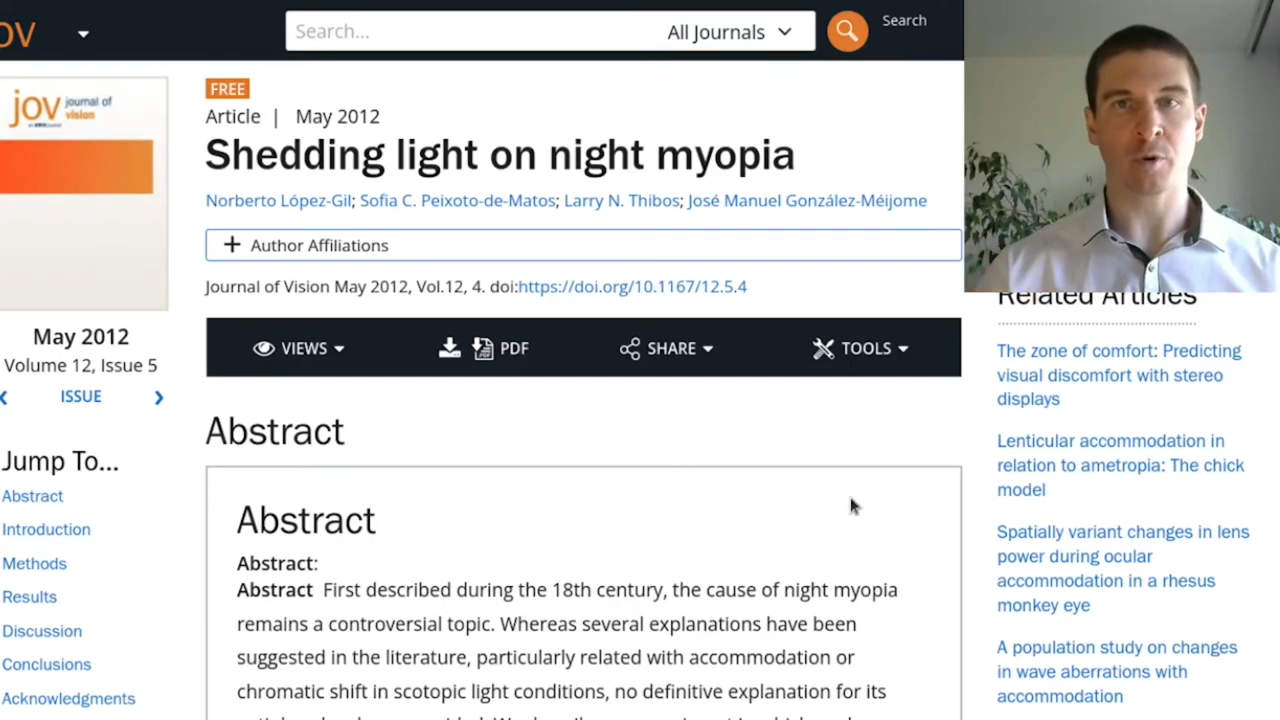 OV
Search...
All Journals
Search
jov journal of
vision
FREE
Article | May 2012
Shedding light on night myopia
Norberto López-Gil; Sofia C. Peixoto-de-Matos; Larry N. Thibos; José Manuel González-Méijome
+ Author Affiliations
Journal of Vision May 2012, Vol.12, 4. doi:https://doi.org/10.1167/12.5.4
May 2012
Volume 12, Issue 5
ISSUE
VIEWS
PDF
SHARE
TOOLS
Jump To...
Abstract
Introduction
Methods
Results
Discussion
Conclusions
Acknowledgments
Abstract
Abstract
Abstract:
Abstract First described during the 18th century, the cause of night myopia
remains a controversial topic. Whereas several explanations have been
suggested in the literature, particularly related with accommodation or
chromatic shift in scotopic light conditions, no definitive explanation for its
Related Articles
The zone of comfort: Predicting
visual discomfort with stereo
displays
Lenticular accommodation in
relation to ametropia: The chick
model
Spatially variant changes in lens
power during ocular
accommodation in a rhesus
monkey eye
A population study on changes
in wave aberrations with
accommodation